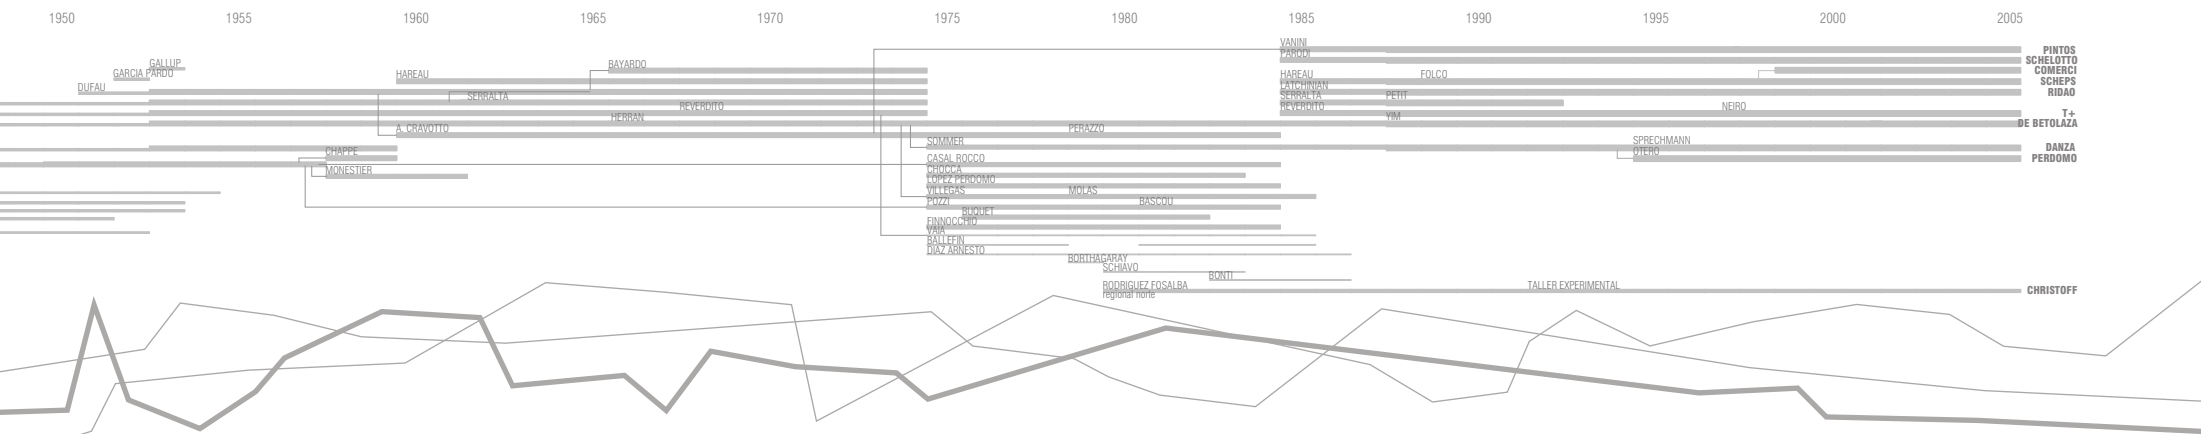 1950 1955 1960 1965 1970 1975 1980 1985 1990 1995 2000 2005
VANINI
PINTOS
PARODI
SCHELOTTO
GALLUP
BAYARDO
COMERCI
GARCIA PARDO
HAREAU
HAREAU
FOLCO
SCHEPS
DUFAU
LATCHINIAN
RIDAO
SERRALTA
SERRALTA
PETIT
REVERDITO
REVERDITO
NEIRO
T+
HERRAN
YIM
DE BETOLAZA
A. CRAVOTTO
PERAZZO
SOMMER
SPRECHMANN
DANZA
CHAPPE
OTERO
PERDOMO
CASAL ROCCO
MONESTIER
CHOCCA
LOPEZ PERDOMO
VILLEGAS
MOLAS
POZZI
BASCOU
BUQUET
FINNOCCHIO
VAIA
BALLEFIN
DIAZ ARNESTO
BORTHAGARAY
SCHIAVO
BONTI
RODRIGUEZ FOSALBA
TALLER EXPERIMENTAL
CHRISTOFF
regional norte